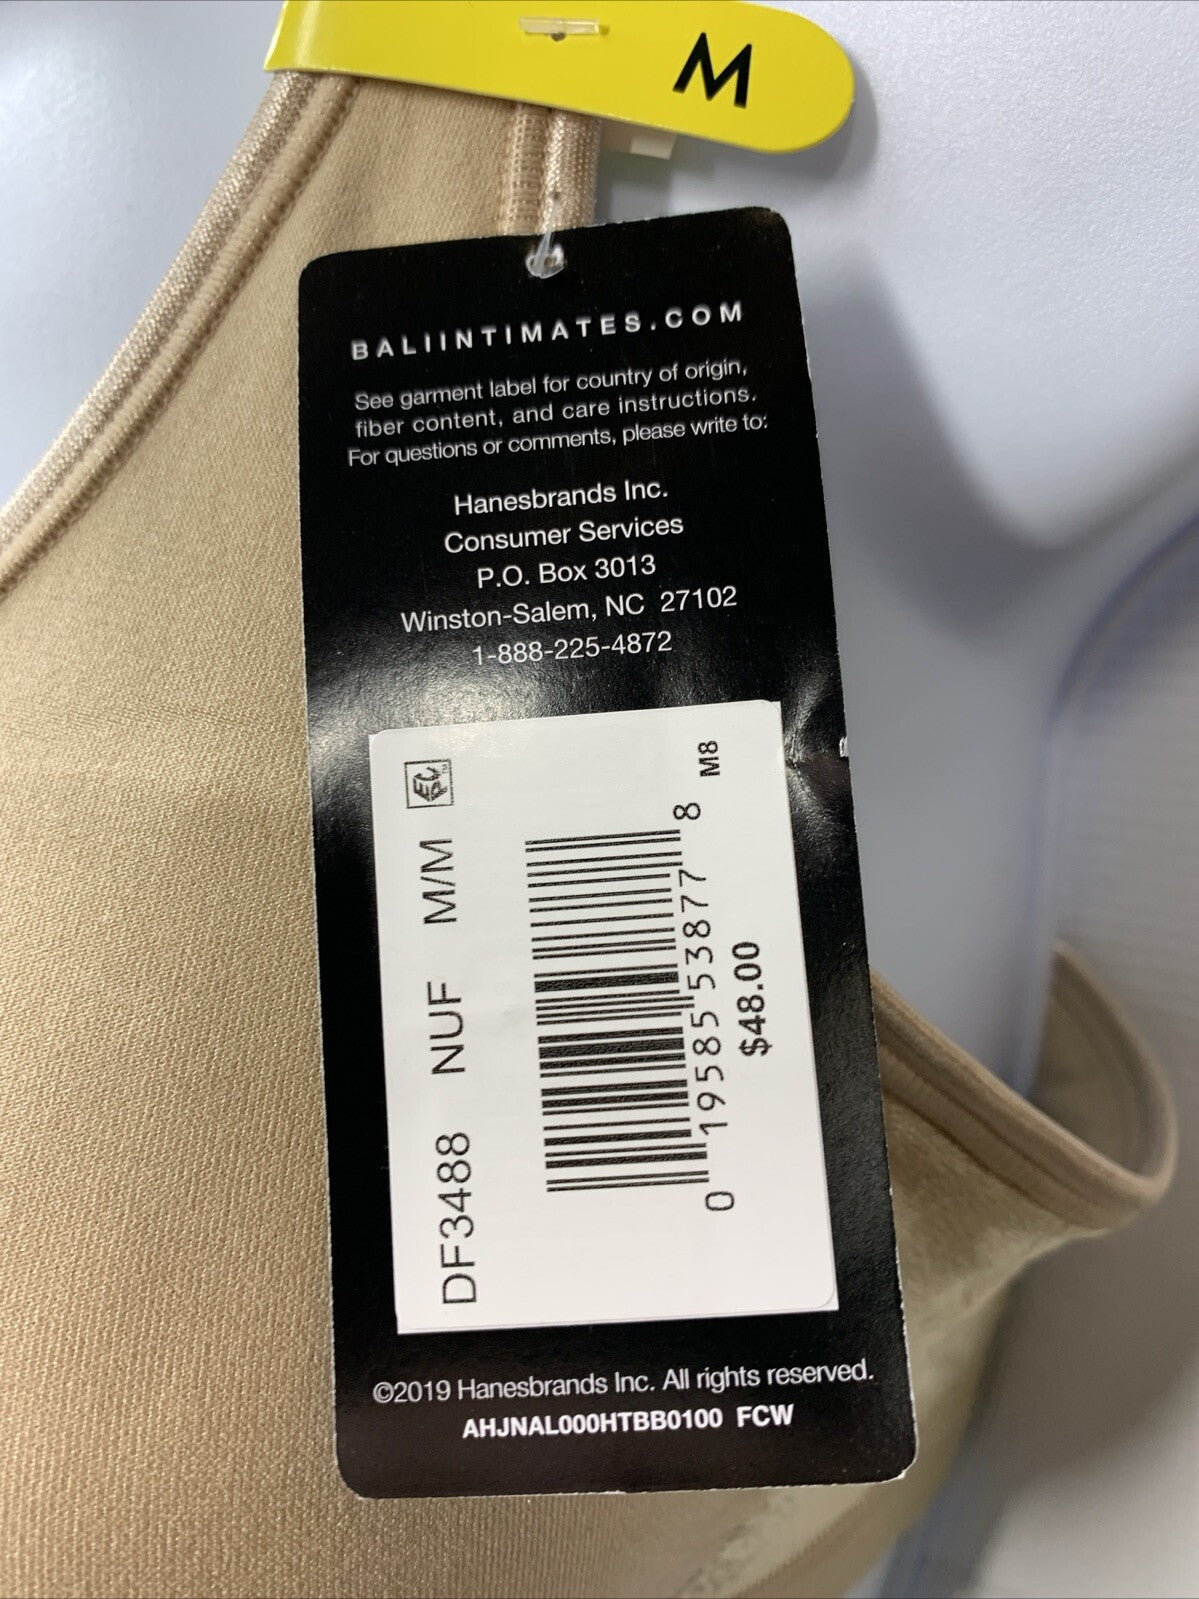 M
BALIINTIMATES.COM
See garment label for country of origin,
fiber content, and care instructions.
For questions or comments, please write to:
Hanesbrands Inc.
Consumer Services
P.O. Box 3013
Winston-Salem, NC 27102
1-888-225-4872
DF3488 NUF M/M
0 19585 53877 8
M8
$48.00
©2019 Hanesbrands Inc. All rights reserved.
AHJNAL000HTBB0100 FCW